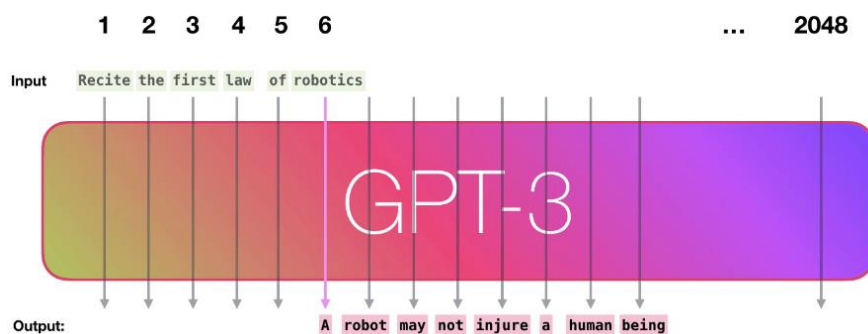 1 2 3 4 5 6 ... 2048
Input Recite the first law of robotics
GPT-3
Output: A robot may not injure a human being